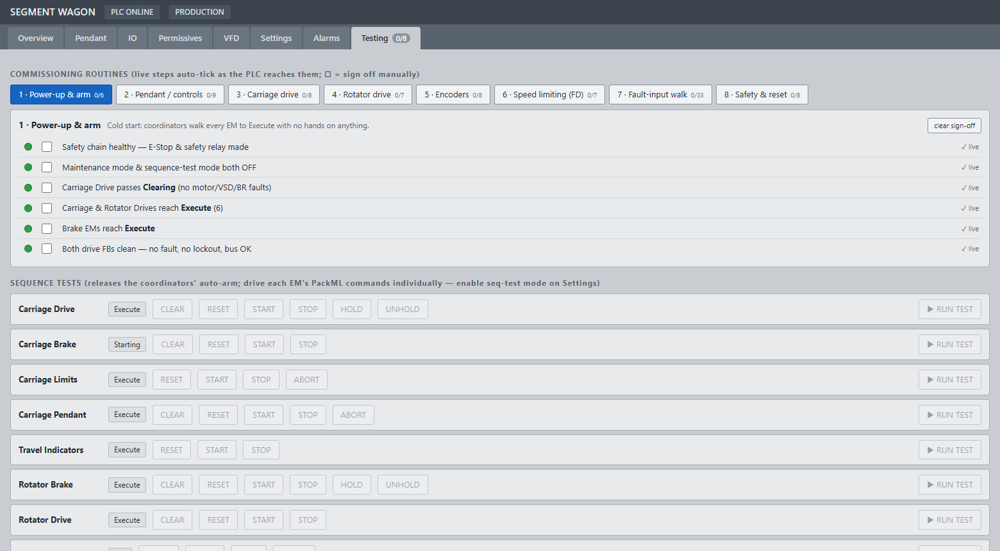 SEGMENT WAGON PLC ONLINE PRODUCTION
Overview Pendant IO Permissives VFD Settings Alarms Testing 0/8
COMMISSIONING ROUTINES (live steps auto-tick as the PLC reaches them; ☐ = sign off manually)
1 · Power-up & arm 0/6 2 · Pendant / controls 0/9 3 · Carriage drive 0/8 4 · Rotator drive 0/7 5 · Encoders 0/8 6 · Speed limiting (FD) 0/7 7 · Fault-input walk 0/33 8 · Safety & reset 0/8
1 · Power-up & arm Cold start: coordinators walk every EM to Execute with no hands on anything. clear sign-off
Safety chain healthy — E-Stop & safety relay made ✓ live
Maintenance mode & sequence-test mode both OFF ✓ live
Carriage Drive passes Clearing (no motor/VSD/BR faults) ✓ live
Carriage & Rotator Drives reach Execute (6) ✓ live
Brake EMs reach Execute ✓ live
Both drive FBs clean — no fault, no lockout, bus OK ✓ live
SEQUENCE TESTS (releases the coordinators' auto-arm; drive each EM's PackML commands individually — enable seq-test mode on Settings)
Carriage Drive Execute CLEAR RESET START STOP HOLD UNHOLD ▶ RUN TEST
Carriage Brake Starting CLEAR RESET START STOP ▶ RUN TEST
Carriage Limits Execute RESET START STOP ABORT ▶ RUN TEST
Carriage Pendant Execute CLEAR RESET START STOP ABORT ▶ RUN TEST
Travel Indicators Execute RESET START STOP ▶ RUN TEST
Rotator Brake Execute CLEAR RESET START STOP HOLD UNHOLD ▶ RUN TEST
Rotator Drive Execute CLEAR RESET START STOP ▶ RUN TEST